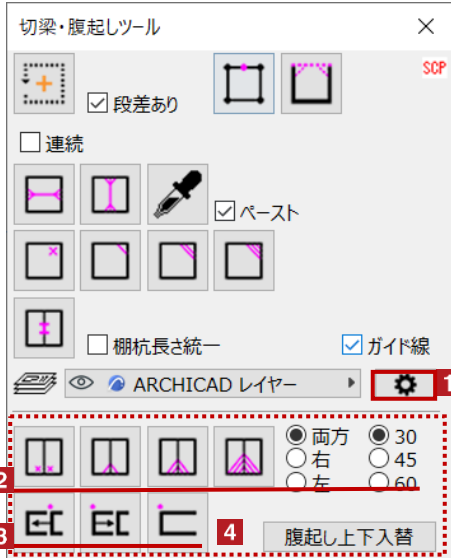 切梁・腹起しツール
SCP
段差あり
連続
ペースト
棚杭長さ統一 ガイド線
ARCHICAD レイヤー
1
両方 30
右 45
左 60
2
3
4
腹起し上下入替